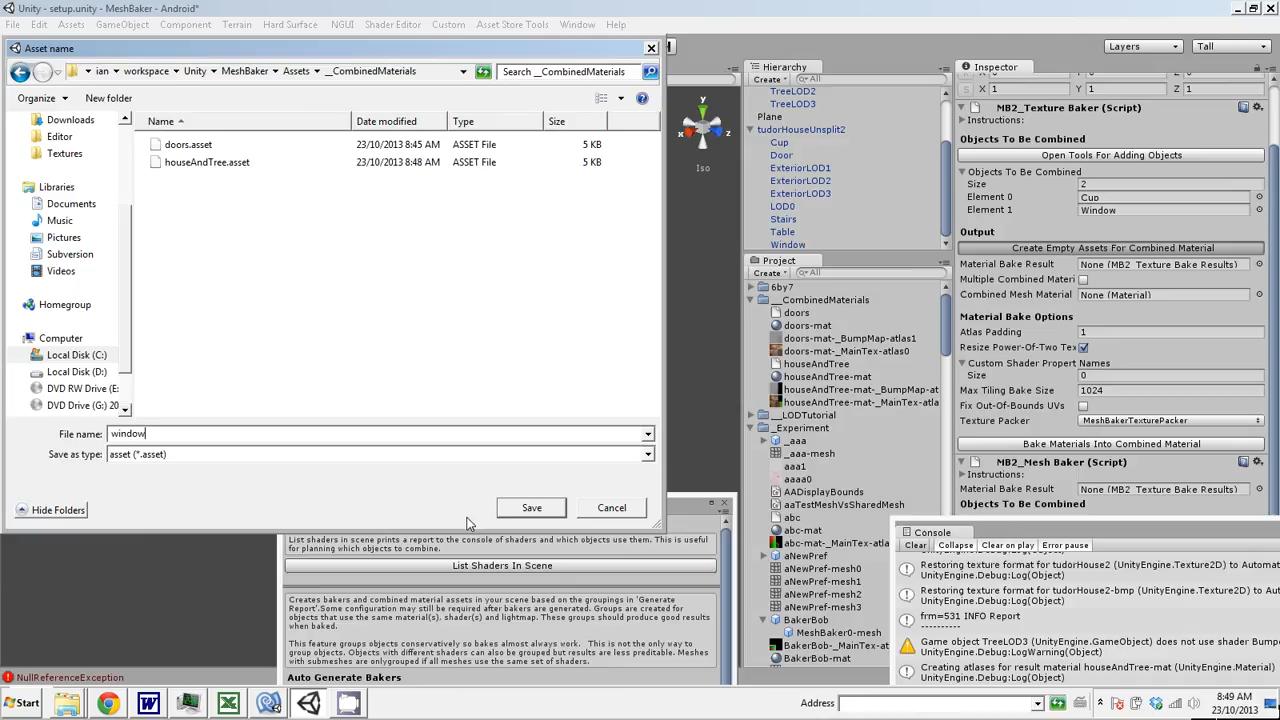 Unity - setup.unity - MeshBaker - Android*
File Edit Assets GameObject Component Terrain Hard Surface NGUI Shader Editor Custom Asset Store Tools Window Help
Asset name
ian workspace Unity MeshBaker Assets __CombinedMaterials
Search __CombinedMaterials
Organize New folder
Downloads
Editor
Textures
Libraries
Documents
Music
Pictures
Subversion
Videos
Homegroup
Computer
Local Disk (C:)
Local Disk (D:)
DVD RW Drive (E:
DVD Drive (G:) 20
Name Date modified Type Size
doors.asset 23/10/2013 8:45 AM ASSET File 5 KB
houseAndTree.asset 23/10/2013 8:48 AM ASSET File 5 KB
File name: window
Save as type: asset (*.asset)
Hide Folders
Save Cancel
y
x
z
Iso
Layers Tall
Hierarchy
Create All
TreeLOD2
TreeLOD3
Plane
tudorHouseUnsplit2
Cup
Door
ExteriorLOD1
ExteriorLOD2
ExteriorLOD3
LOD0
Stairs
Table
Window
Project
Create All
6by7
__CombinedMaterials
doors
doors-mat
doors-mat-_BumpMap-atlas1
doors-mat-_MainTex-atlas0
houseAndTree
houseAndTree-mat
houseAndTree-mat-_BumpMap-at
houseAndTree-mat-_MainTex-atla
__LODTutorial
_Experiment
_aaa
_aaa-mesh
aaa1
aaaa0
AADisplayBounds
aaTestMeshVsSharedMesh
abc
abc-mat
abc-mat-_MainTex-atla
aNewPref
aNewPref-mesh0
aNewPref-mesh1
aNewPref-mesh2
aNewPref-mesh3
BakerBob
MeshBaker0-mesh
BakerBob-_MainTex-at
BakerBob-mat
Inspector
S X 1 Y 1 Z 1
MB2_Texture Baker (Script)
Instructions:
Objects To Be Combined
Open Tools For Adding Objects
Objects To Be Combined
Size 2
Element 0 Cup
Element 1 Window
Output
Create Empty Assets For Combined Material
Material Bake Result None (MB2_Texture Bake Results)
Multiple Combined Materi
Combined Mesh Material None (Material)
Material Bake Options
Atlas Padding 1
Resize Power-Of-Two Tex
Custom Shader Propert Names
Size 0
Max Tiling Bake Size 1024
Fix Out-Of-Bounds UVs
Texture Packer MeshBakerTexturePacker
Bake Materials Into Combined Material
MB2_Mesh Baker (Script)
Instructions:
Material Bake Result None (MB2_Texture Bake Results)
Objects To Be Combined
Console
Clear Collapse Clear on play Error pause
UnityEngine.Debug:Log(Object)
Restoring texture format for tudorHouse2 (UnityEngine.Texture2D) to Automat
UnityEngine.Debug:Log(Object)
Restoring texture format for tudorHouse2-bmp (UnityEngine.Texture2D) to Aut
UnityEngine.Debug:Log(Object)
frm=531 INFO Report
----------
Game object TreeLOD3 (UnityEngine.GameObject) does not use shader Bump
UnityEngine.Debug:LogWarning(Object)
Creating atlases for result material houseAndTree-mat (UnityEngine.Material)
UnityEngine.Debug:Log(Object)
List shaders in scene prints a report to the console of shaders and which objects use them. This is useful
for planning which objects to combine.
List Shaders In Scene
Creates bakers and combined material assets in your scene based on the groupings in 'Generate
Report'.Some configuration may still be required after bakers are generated. Groups are created for
objects that use the same material(s), shader(s) and lightmap. These groups should produce good results
when baked.
This feature groups objects conservatively so bakes almost always work. This is not the only way to
group objects. Objects with different shaders can also be grouped but results are less preditable. Meshes
with submeshes are onlygrouped if all meshes use the same set of shaders.
Auto Generate Bakers
NullReferenceException
Start
Address
8:49 AM
23/10/2013